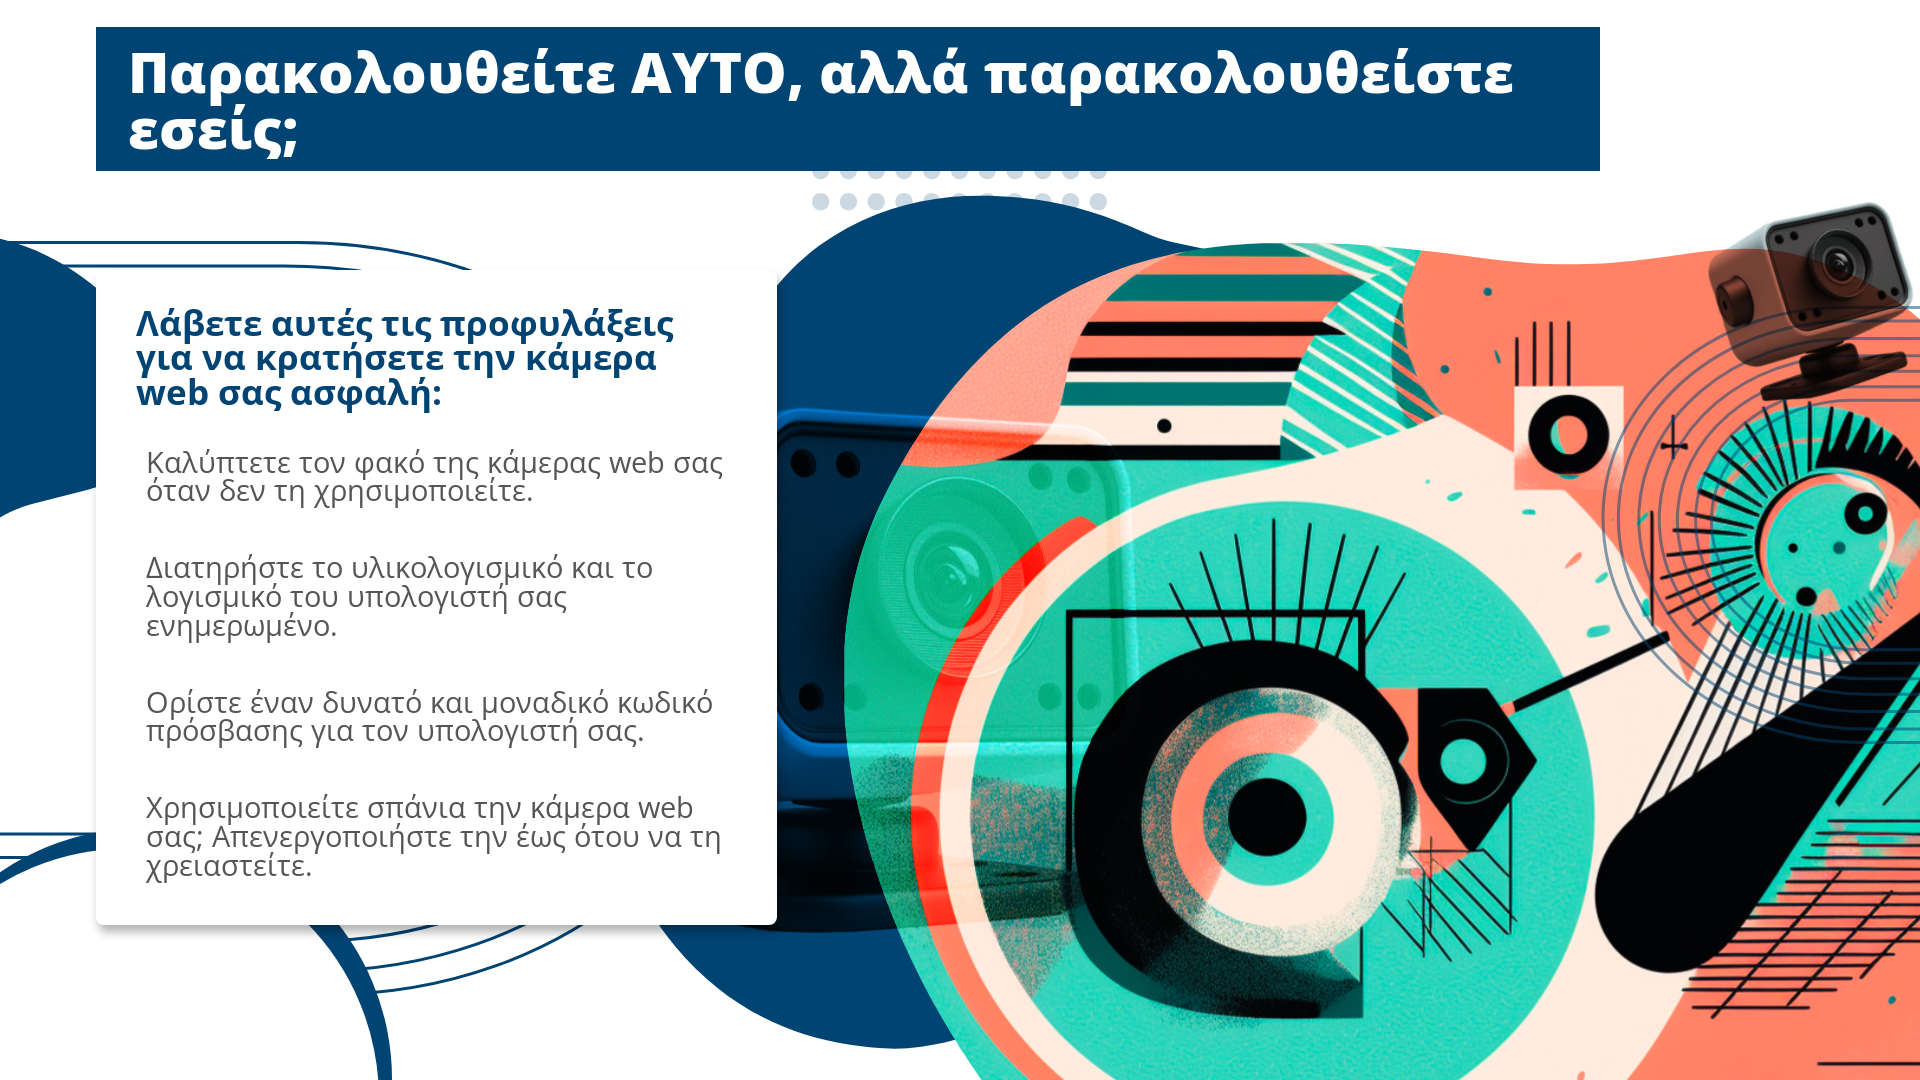 Παρακολουθείτε ΑΥΤΟ, αλλά παρακολουθείστε
εσείς;
Λάβετε αυτές τις προφυλάξεις
για να κρατήσετε την κάμερα
web σας ασφαλή:
Καλύπτετε τον φακό της κάμερας web σας
όταν δεν τη χρησιμοποιείτε.
Διατηρήστε το υλικολογισμικό και το
λογισμικό του υπολογιστή σας
ενημερωμένο.
Ορίστε έναν δυνατό και μοναδικό κωδικό
πρόσβασης για τον υπολογιστή σας.
Χρησιμοποιείτε σπάνια την κάμερα web
σας; Απενεργοποιήστε την έως ότου να τη
χρειαστείτε.